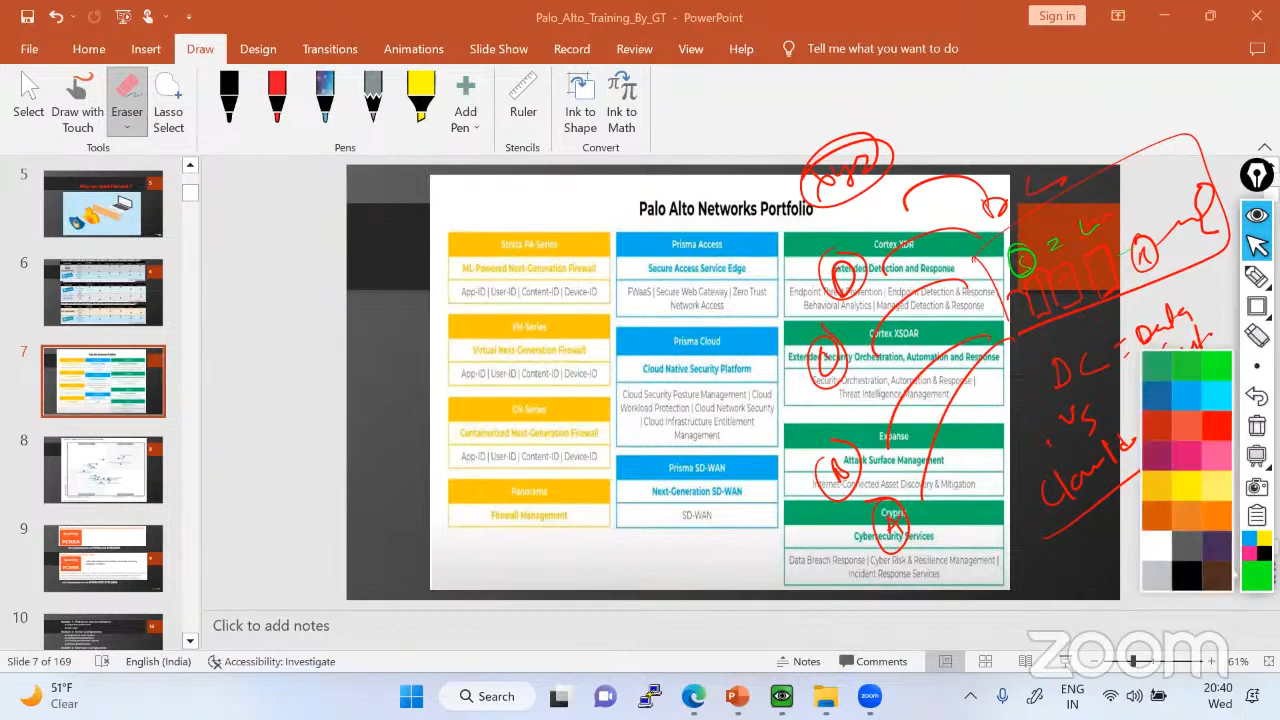 Palo_Alto_Training_By_GT - PowerPoint
Sign in
File Home Insert Draw Design Transitions Animations Slide Show Record Review View Help Tell me what you want to do
Select
Draw with Touch
Eraser
Lasso Select
Add Pen
Ruler
Ink to Shape
Ink to Math
Tools
Pens
Stencils
Convert
5
6
8
9
10
Palo Alto Networks Portfolio
Strata PA-Series
ML-Powered Next-Generation Firewall
App-ID | User-ID | Content-ID | Device-ID
VM-Series
Virtual Next-Generation Firewall
App-ID | User-ID | Content-ID | Device-ID
CN-Series
Containerized Next-Generation Firewall
App-ID | User-ID | Content-ID | Device-ID
Panorama
Firewall Management
Prisma Access
Secure Access Service Edge
FWaaS | Secure Web Gateway | Zero Trust
Network Access
Prisma Cloud
Cloud Native Security Platform
Cloud Security Posture Management | Cloud
Workload Protection | Cloud Network Security
| Cloud Infrastructure Entitlement
Management
Prisma SD-WAN
Next-Generation SD-WAN
SD-WAN
Cortex XDR
Extended Detection and Response
Endpoint Threat Prevention | Endpoint Detection & Response
Behavioral Analytics | Managed Detection & Response
Cortex XSOAR
Extended Security Orchestration, Automation and Response
Security Orchestration, Automation & Response |
Threat Intelligence Management
Expanse
Attack Surface Management
Internet-Connected Asset Discovery & Mitigation
Crypsis
Cybersecurity Services
Data Breach Response | Cyber Risk & Resilience Management |
Incident Response Services
DC = Data
vs
Cloud
Click to add notes
zoom
Slide 7 of 169
English (India)
Accessibility: Investigate
Notes
Comments
61%
51°F
Clear
Search
ENG
IN
20:40
Wed